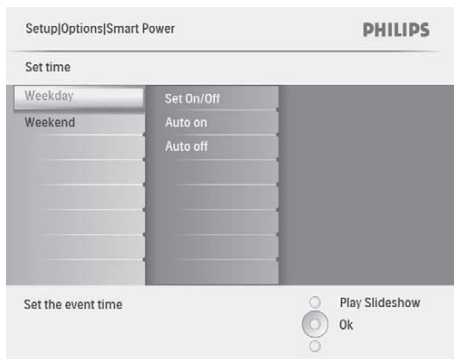 Setup|Options|Smart Power
PHILIPS
Set time
Weekday
Set On/Off
Weekend
Auto on
Auto off
Set the event time
Play Slideshow
Ok